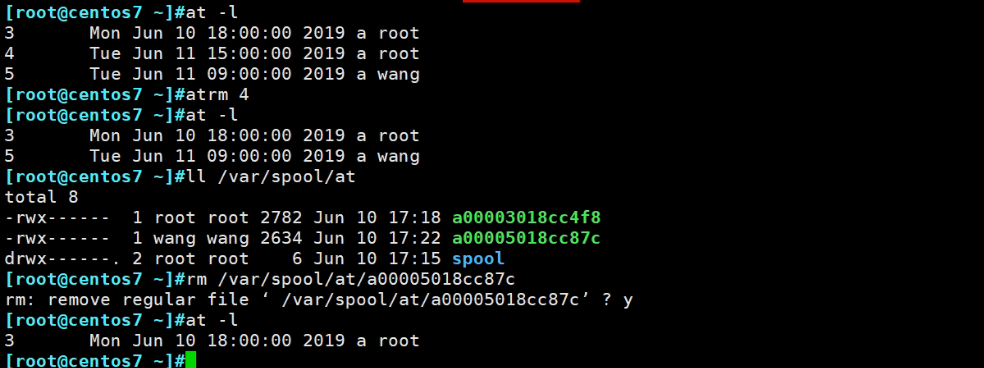 [root@centos7 ~]#at -l
3       Mon Jun 10 18:00:00 2019 a root
4       Tue Jun 11 15:00:00 2019 a root
5       Tue Jun 11 09:00:00 2019 a wang
[root@centos7 ~]#atrm 4
[root@centos7 ~]#at -l
3       Mon Jun 10 18:00:00 2019 a root
5       Tue Jun 11 09:00:00 2019 a wang
[root@centos7 ~]#ll /var/spool/at
total 8
-rwx------  1 root root 2782 Jun 10 17:18 a00003018cc4f8
-rwx------  1 wang wang 2634 Jun 10 17:22 a00005018cc87c
drwx------. 2 root root    6 Jun 10 17:15 spool
[root@centos7 ~]#rm /var/spool/at/a00005018cc87c
rm: remove regular file ‘ /var/spool/at/a00005018cc87c’ ? y
[root@centos7 ~]#at -l
3       Mon Jun 10 18:00:00 2019 a root
[root@centos7 ~]#